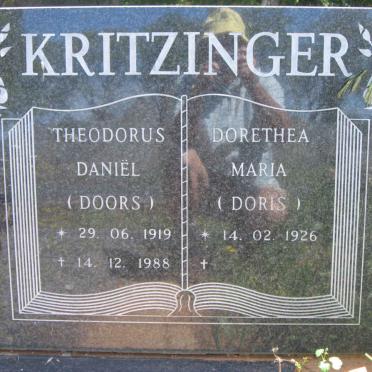 KRITZINGER
THEODORUS
DANIËL
(DOORS)
* 29. 06. 1919
† 14. 12. 1988
DORETHEA
MARIA
(DORIS)
* 14. 02. 1926
†